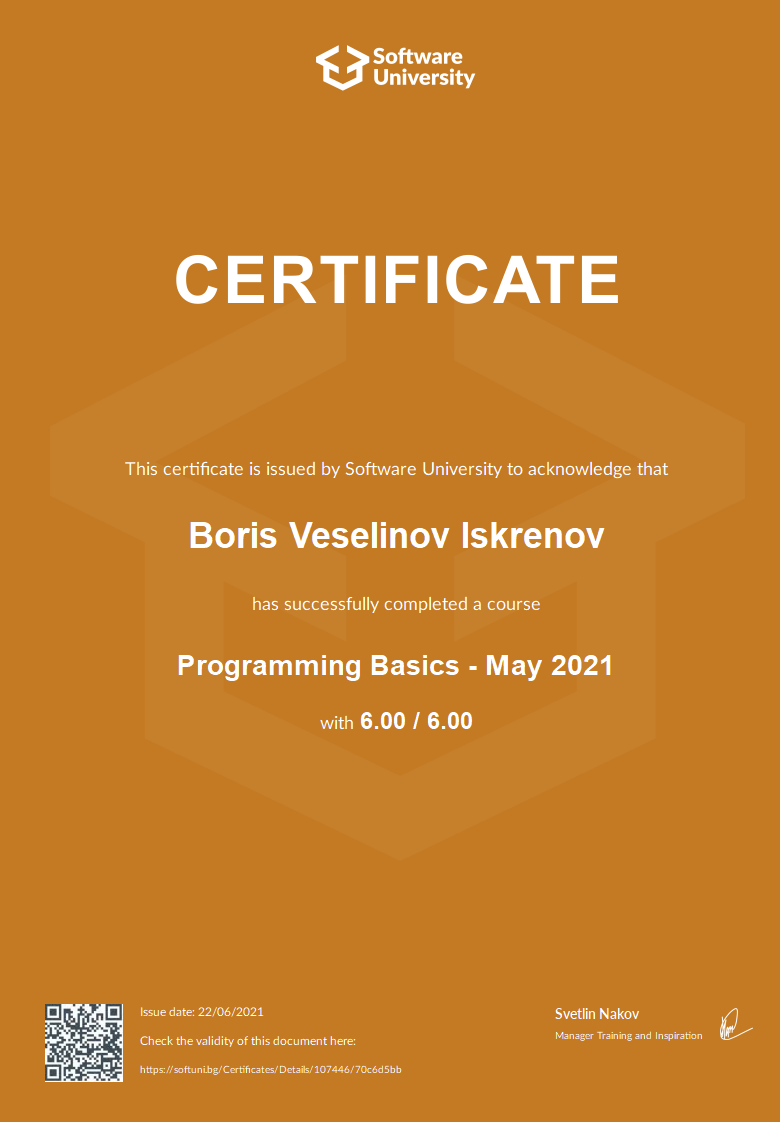 Software
University
CERTIFICATE
This certificate is issued by Software University to acknowledge that
Boris Veselinov Iskrenov
has successfully completed a course
Programming Basics - May 2021
with 6.00 / 6.00
Issue date: 22/06/2021
Check the validity of this document here:
https://softuni.bg/Certificates/Details/107446/70c6d5bb
Svetlin Nakov
Manager Training and Inspiration